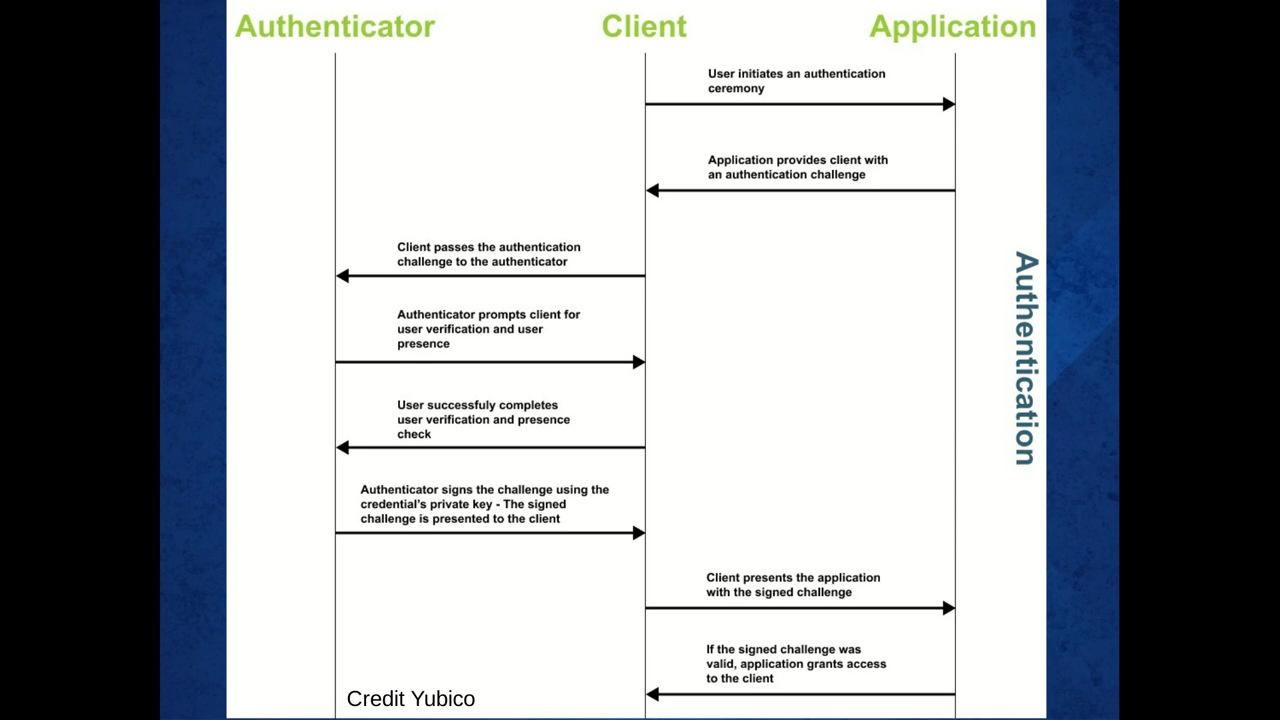 Authenticator Client Application
User initiates an authentication
ceremony
Application provides client with
an authentication challenge
Client passes the authentication
challenge to the authenticator
Authenticator prompts client for
user verification and user
presence
User successfuly completes
user verification and presence
check
Authenticator signs the challenge using the
credential's private key - The signed
challenge is presented to the client
Client presents the application
with the signed challenge
If the signed challenge was
valid, application grants access
to the client
Authentication
Credit Yubico